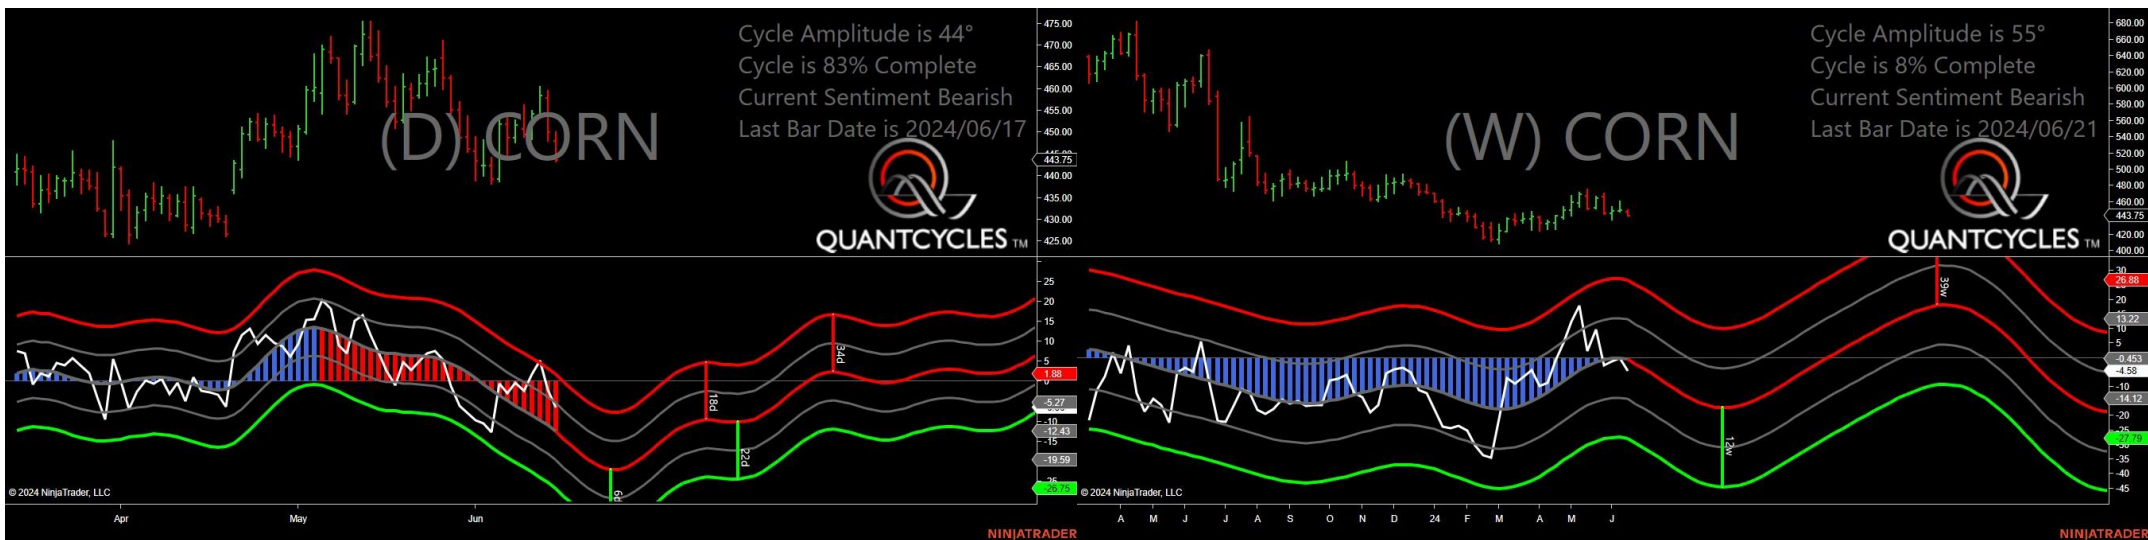 Cycle Amplitude is 44°
Cycle is 83% Complete
Current Sentiment Bearish
Last Bar Date is 2024/06/17
(D) CORN
QUANTCYCLES TM
475.00
470.00
465.00
460.00
455.00
450.00
443.75
440.00
435.00
430.00
425.00
25
20
15
10
5
1.88
-5.27
-10
-12.43
-15
-19.59
-26.75
34d
18d
22d
6d
© 2024 NinjaTrader, LLC
Apr
May
Jun
NINJATRADER
Cycle Amplitude is 55°
Cycle is 8% Complete
Current Sentiment Bearish
Last Bar Date is 2024/06/21
(W) CORN
QUANTCYCLES TM
680.00
660.00
640.00
620.00
600.00
580.00
560.00
540.00
520.00
500.00
480.00
460.00
443.75
420.00
400.00
30
26.88
20
13.22
10
5
-0.453
-4.58
-10
-14.12
-20
-27.79
-35
-40
-45
39w
12w
© 2024 NinjaTrader, LLC
A M J J A S O N D 24 F M A M J
NINJATRADER